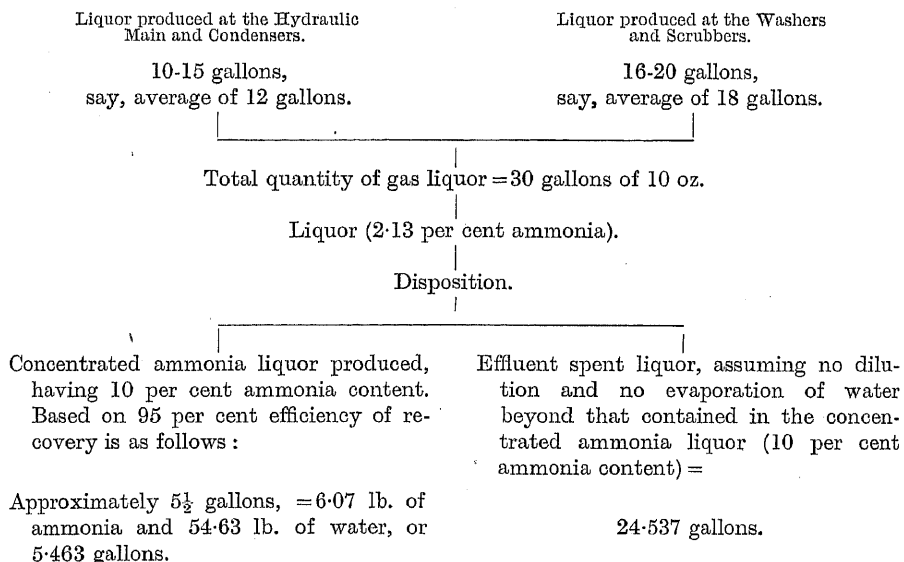 Liquor produced at the Hydraulic
Main and Condensers.
10-15 gallons,
say, average of 12 gallons.
Liquor produced at the Washers
and Scrubbers.
16-20 gallons,
say, average of 18 gallons.
Total quantity of gas liquor=30 gallons of 10 oz.
Liquor (2·13 per cent ammonia).
Disposition.
Concentrated ammonia liquor produced,
having 10 per cent ammonia content.
Based on 95 per cent efficiency of re-
covery is as follows:
Approximately 5½ gallons, =6·07 lb. of
ammonia and 54·63 lb. of water, or
5·463 gallons.
Effluent spent liquor, assuming no dilu-
tion and no evaporation of water
beyond that contained in the concen-
trated ammonia liquor (10 per cent
ammonia content)=
24·537 gallons.